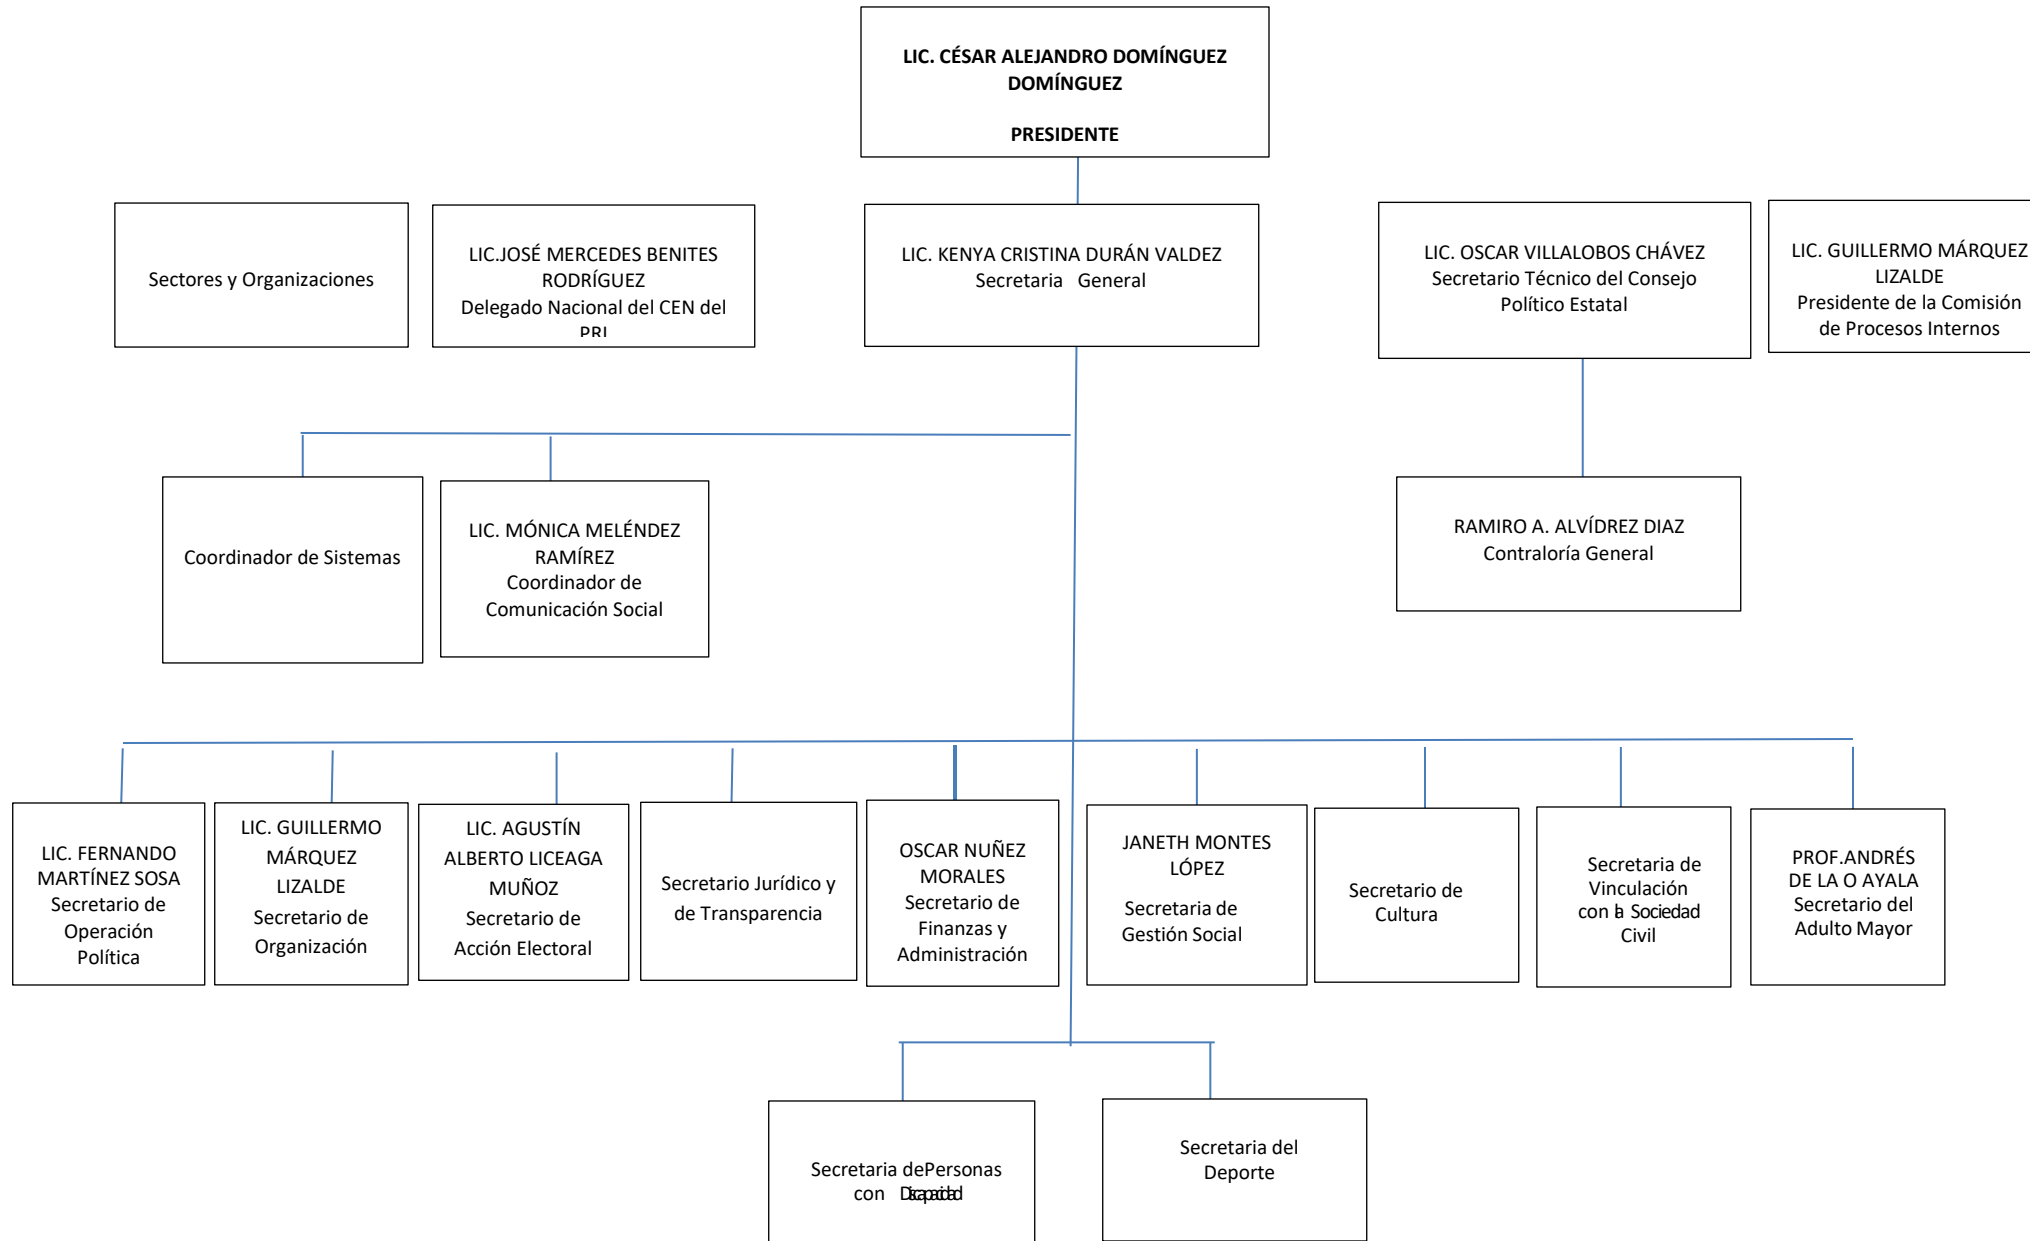 LIC. CÉSAR ALEJANDRO DOMÍNGUEZ
DOMÍNGUEZ
PRESIDENTE
Sectores y Organizaciones
LIC.JOSÉ MERCEDES BENITES
RODRÍGUEZ
Delegado Nacional del CEN del
PRI
LIC. KENYA CRISTINA DURÁN VALDEZ
Secretaria General
LIC. OSCAR VILLALOBOS CHÁVEZ
Secretario Técnico del Consejo
Político Estatal
LIC. GUILLERMO MÁRQUEZ
LIZALDE
Presidente de la Comisión
de Procesos Internos
Coordinador de Sistemas
LIC. MÓNICA MELÉNDEZ
RAMÍREZ
Coordinador de
Comunicación Social
RAMIRO A. ALVÍDREZ DIAZ
Contraloría General
LIC. FERNANDO
MARTÍNEZ SOSA
Secretario de
Operación
Política
LIC. GUILLERMO
MÁRQUEZ
LIZALDE
Secretario de
Organización
LIC. AGUSTÍN
ALBERTO LICEAGA
MUÑOZ
Secretario de
Acción Electoral
Secretario Jurídico y
de Transparencia
OSCAR NUÑEZ
MORALES
Secretario de
Finanzas y
Administración
JANETH MONTES
LÓPEZ
Secretaria de
Gestión Social
Secretario de
Cultura
Secretaria de
Vinculación
con la Sociedad
Civil
PROF.ANDRÉS
DE LA O AYALA
Secretario del
Adulto Mayor
Secretaria dePersonas
con Discapacidad
Secretaria del
Deporte